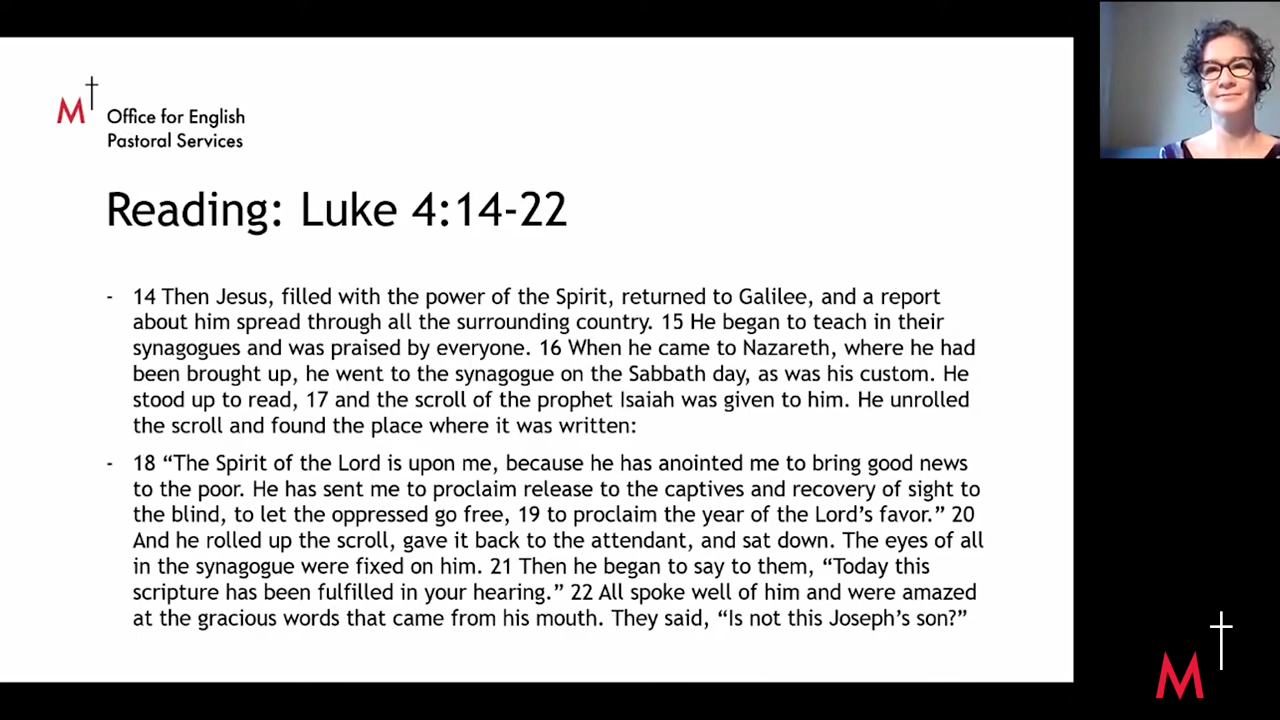 M
Office for English
Pastoral Services
Reading: Luke 4:14-22
- 14 Then Jesus, filled with the power of the Spirit, returned to Galilee, and a report
about him spread through all the surrounding country. 15 He began to teach in their
synagogues and was praised by everyone. 16 When he came to Nazareth, where he had
been brought up, he went to the synagogue on the Sabbath day, as was his custom. He
stood up to read, 17 and the scroll of the prophet Isaiah was given to him. He unrolled
the scroll and found the place where it was written:
- 18 “The Spirit of the Lord is upon me, because he has anointed me to bring good news
to the poor. He has sent me to proclaim release to the captives and recovery of sight to
the blind, to let the oppressed go free, 19 to proclaim the year of the Lord’s favor.” 20
And he rolled up the scroll, gave it back to the attendant, and sat down. The eyes of all
in the synagogue were fixed on him. 21 Then he began to say to them, “Today this
scripture has been fulfilled in your hearing.” 22 All spoke well of him and were amazed
at the gracious words that came from his mouth. They said, “Is not this Joseph’s son?”
M